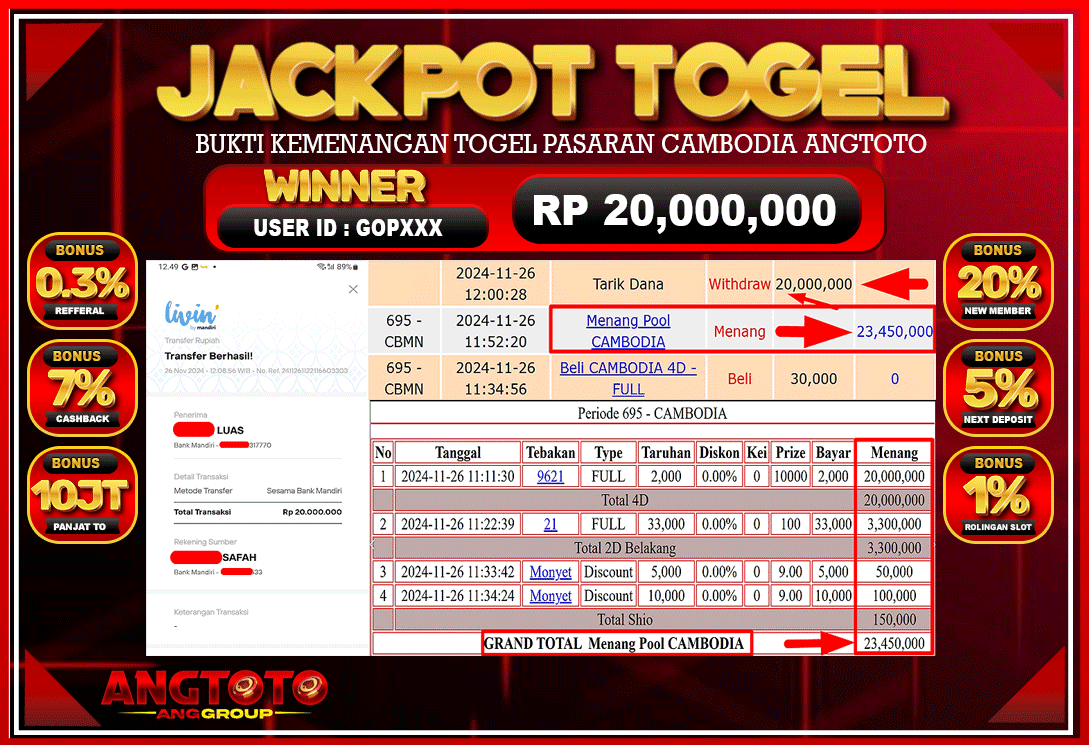 JACKPOT TOGEL
BUKTI KEMENANGAN TOGEL PASARAN CAMBODIA ANGTOTO
WINNER
USER ID : GOPXXX
RP 20,000,000
BONUS
0.3%
REFFERAL
BONUS
7%
CASHBACK
BONUS
10JT
PANJAT TO
BONUS
20%
NEW MEMBER
BONUS
5%
NEXT DEPOSIT
BONUS
1%
ROLINGAN SLOT
12.49 89%
livin'
by mandiri
Transfer Rupiah
Transfer Berhasil!
26 Nov 2024 - 12:08:56 WIB - No. Ref. 2411261122116603303
Penerima
LUAS
Bank Mandiri - 317770
Detail Transaksi
Metode Transfer Sesama Bank Mandiri
Total Transaksi Rp 20.000.000
Rekening Sumber
SAFAH
Bank Mandiri - 433
Keterangan Transaksi
-
2024-11-26 12:00:28 Tarik Dana Withdraw 20,000,000
695 - CBMN 2024-11-26 11:52:20 Menang Pool CAMBODIA Menang 23,450,000
695 - CBMN 2024-11-26 11:34:56 Beli CAMBODIA 4D - FULL Beli 30,000 0
Periode 695 - CAMBODIA
No Tanggal Tebakan Type Taruhan Diskon Kei Prize Bayar Menang
1 2024-11-26 11:11:30 9621 FULL 2,000 0.00% 0 10000 2,000 20,000,000
Total 4D 20,000,000
2 2024-11-26 11:22:39 21 FULL 33,000 0.00% 0 100 33,000 3,300,000
Total 2D Belakang 3,300,000
3 2024-11-26 11:33:42 Monyet Discount 5,000 0.00% 0 9.00 5,000 50,000
4 2024-11-26 11:34:24 Monyet Discount 10,000 0.00% 0 9.00 10,000 100,000
Total Shio 150,000
GRAND TOTAL Menang Pool CAMBODIA 23,450,000
ANGTOTO
ANGGROUP